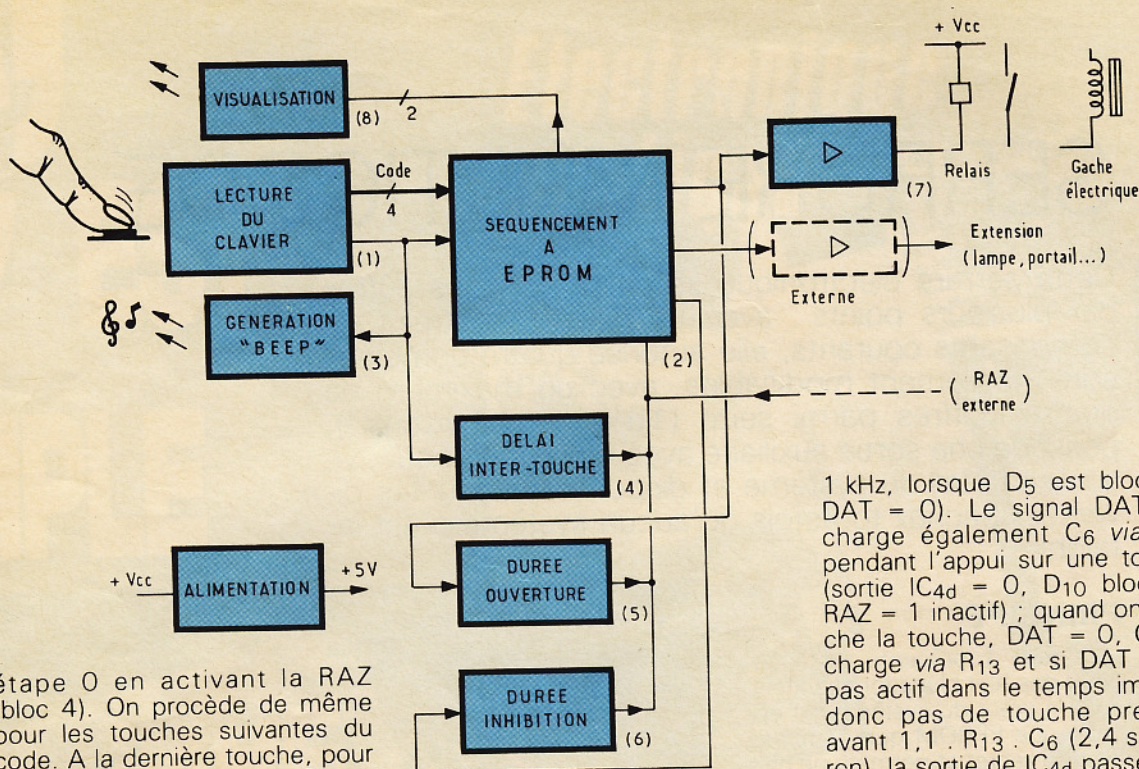 + Vcc
VISUALISATION
(8)
2
LECTURE
DU
CLAVIER
(1)
Code
4
SEQUENCEMENT
A
EPROM
(2)
(7)
Relais
Gache
électrique
Extension
(lampe, portail...)
Externe
GENERATION
"BEEP"
(3)
( RAZ
externe )
DELAI
INTER-TOUCHE
(4)
+ Vcc
ALIMENTATION
+5V
DUREE
OUVERTURE
(5)
DUREE
INHIBITION
(6)
étape 0 en activant la RAZ
bloc 4). On procède de même
pour les touches suivantes du
code. A la dernière touche, pour
1 kHz, lorsque D5 est bloc
DAT = 0). Le signal DAT
charge également C6 via
pendant l'appui sur une to
(sortie IC4d = 0, D10 bloc
RAZ = 1 inactif) ; quand on
che la touche, DAT = 0, C
charge via R13 et si DAT
pas actif dans le temps im
donc pas de touche pre
avant 1,1 . R13 . C6 (2,4 s
ron), la sortie de IC4d passe